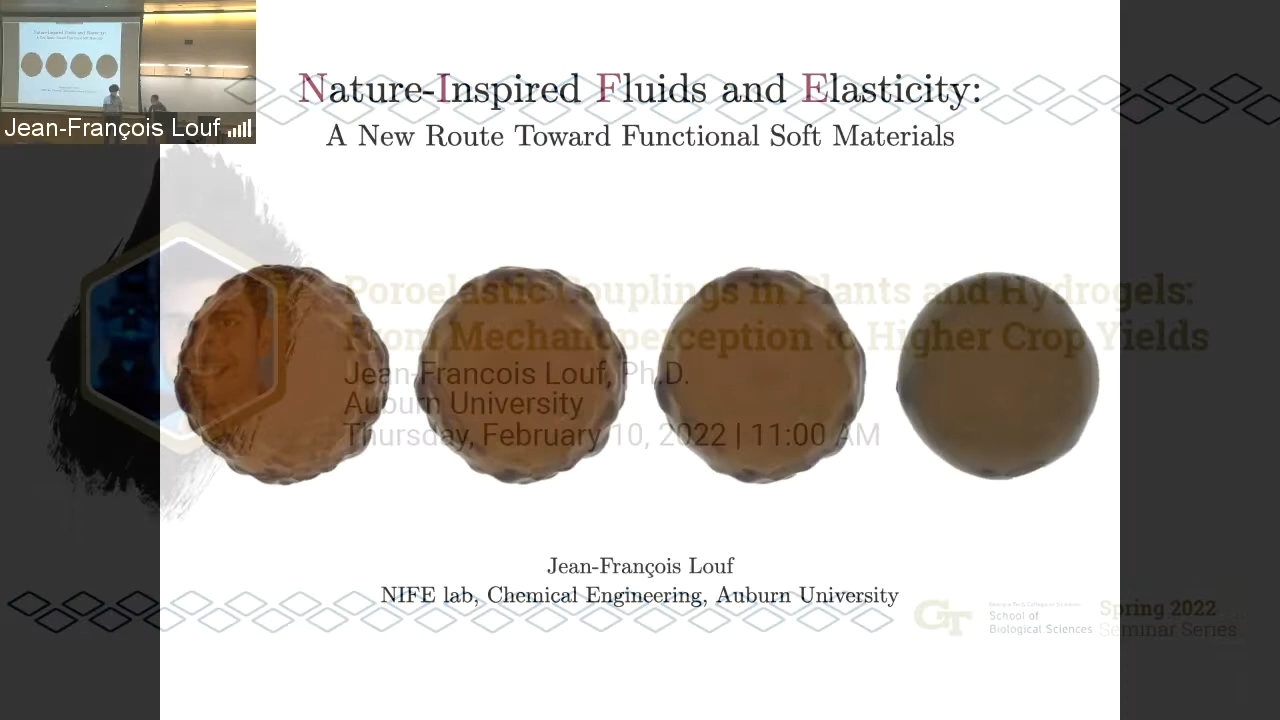 Jean-François Louf
Nature-Inspired Fluids and Elasticity:
A New Route Toward Functional Soft Materials
Poroelastic Couplings in Plants and Hydrogels:
From Mechanoperception to Higher Crop Yields
Jean-Francois Louf, Ph.D.
Auburn University
Thursday, February 10, 2022 | 11:00 AM
Jean-François Louf
NIFE lab, Chemical Engineering, Auburn University
GT
School of
Biological Sciences
Spring 2022
Seminar Series